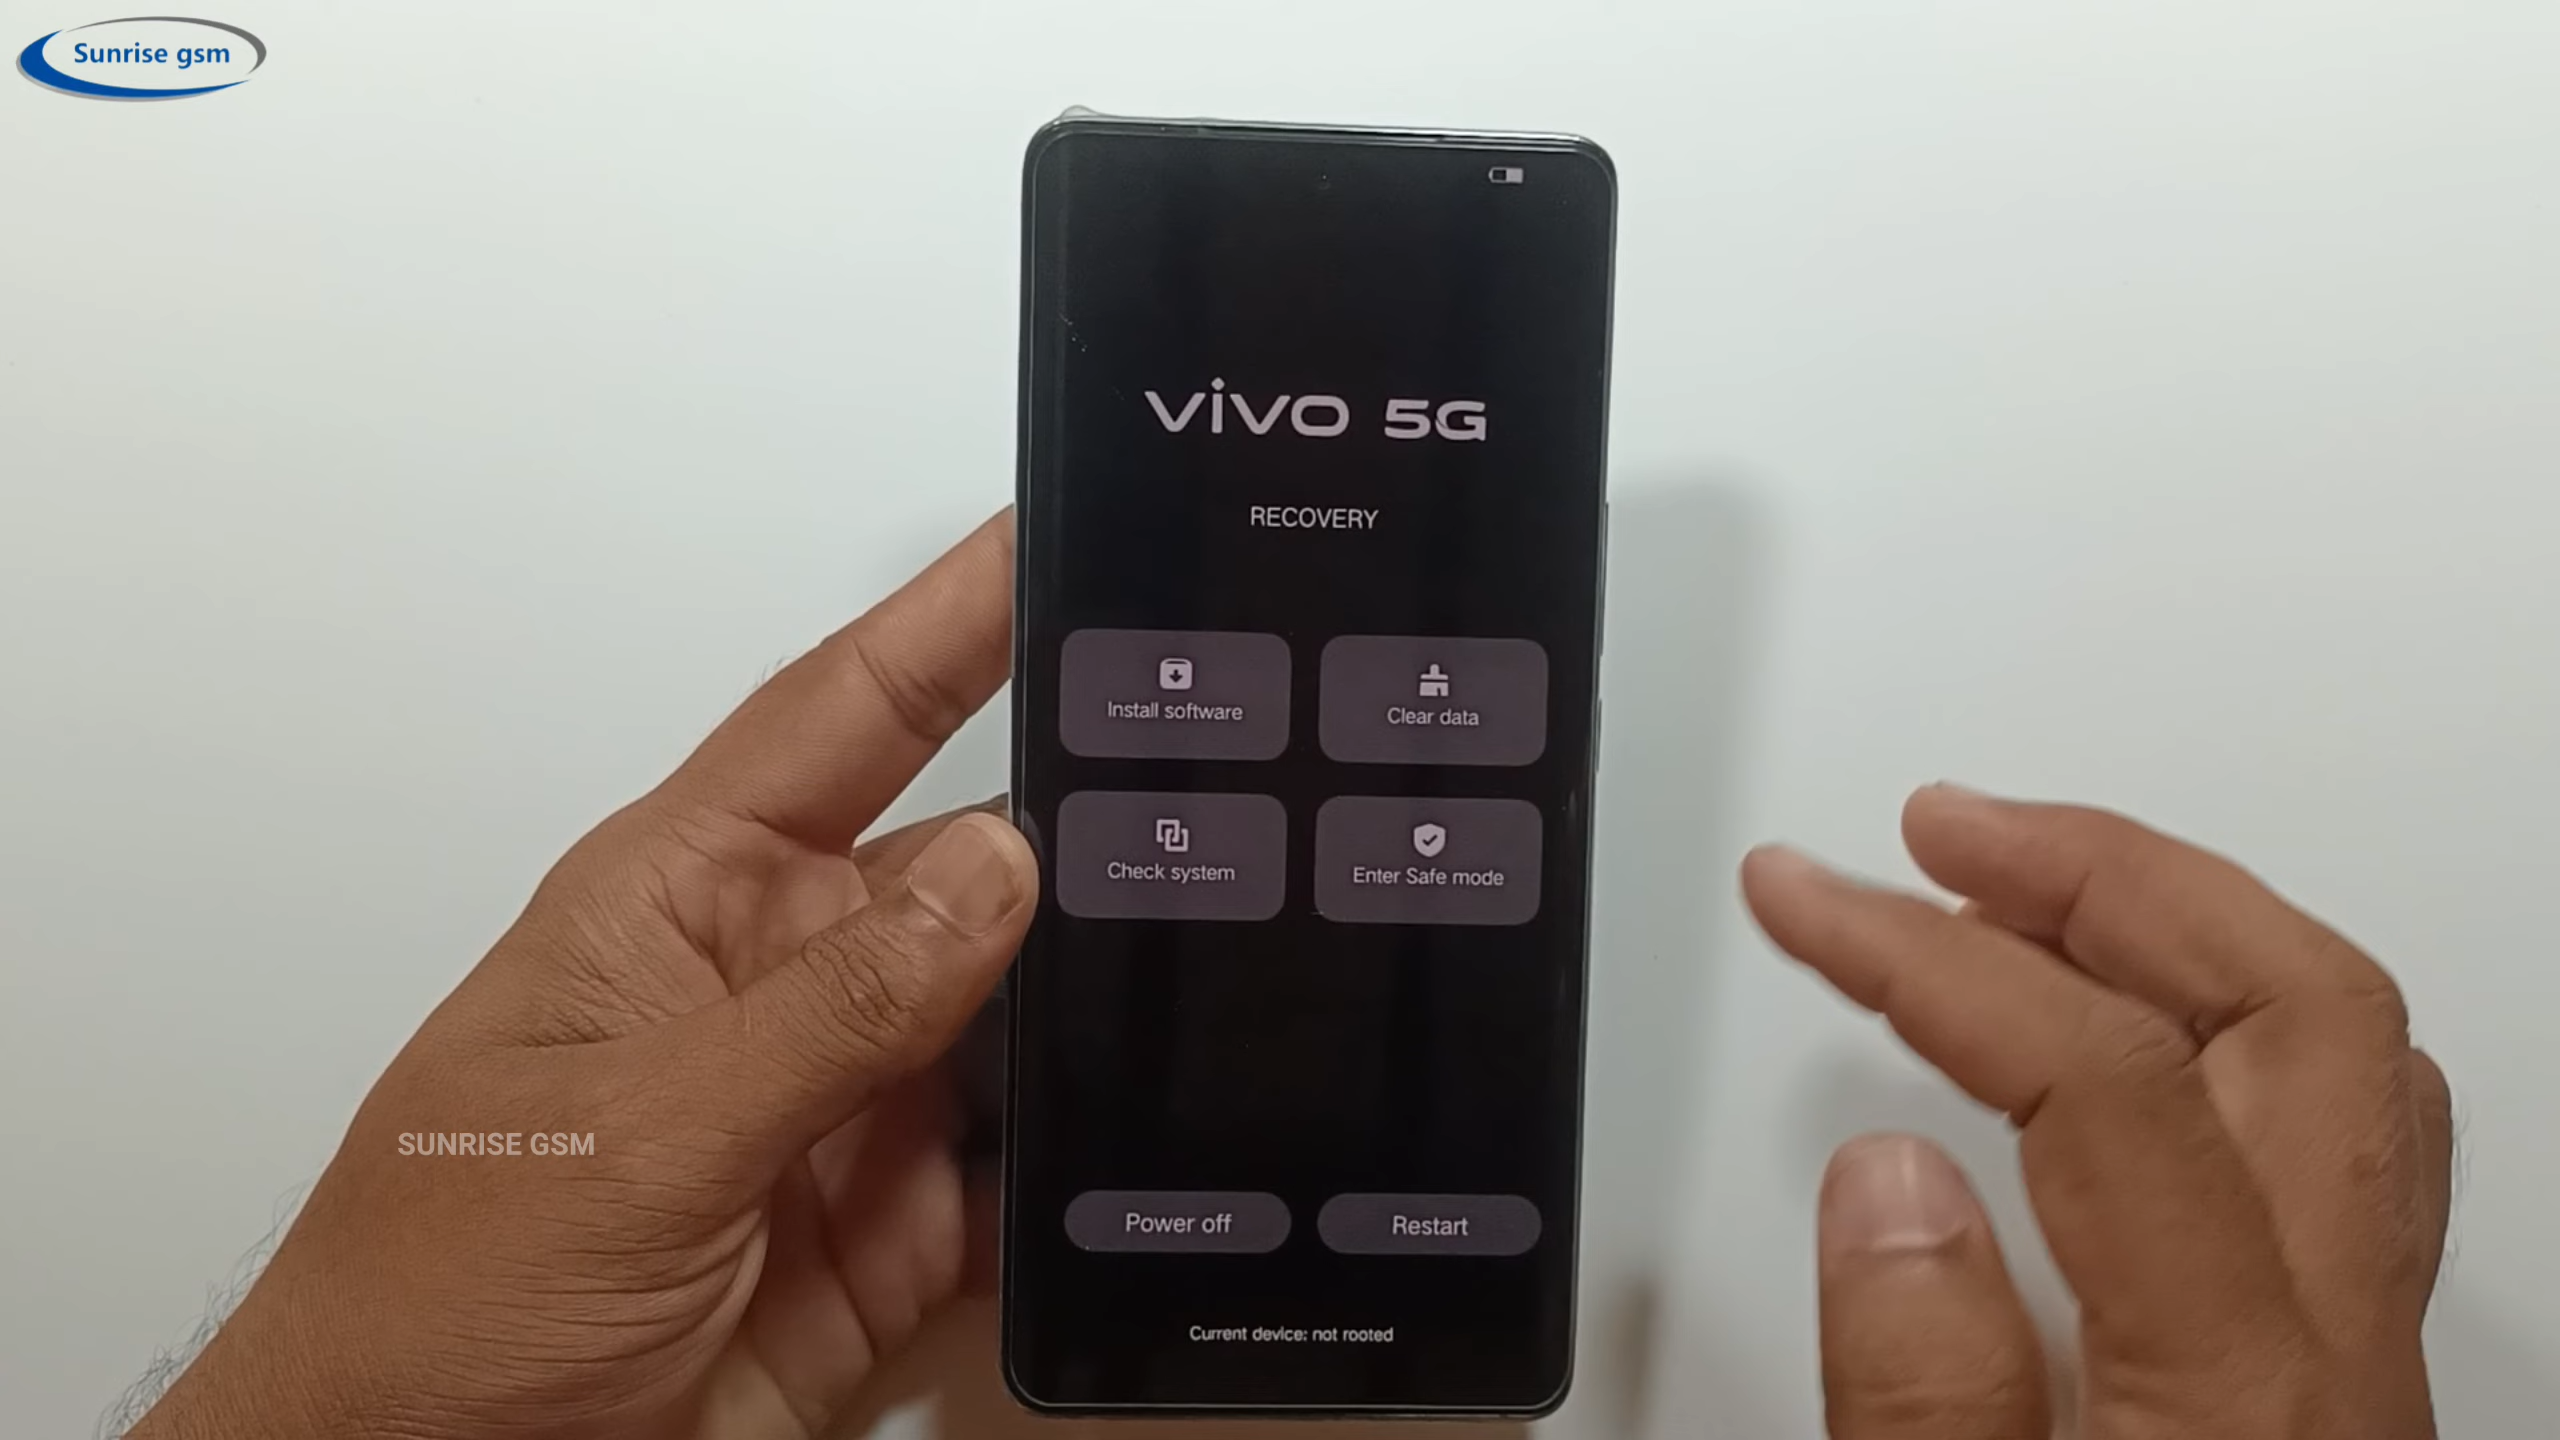 Sunrise gsm
vivo 5G
RECOVERY
Install software
Clear data
Check system
Enter Safe mode
SUNRISE GSM
Power off
Restart
Current device: not rooted